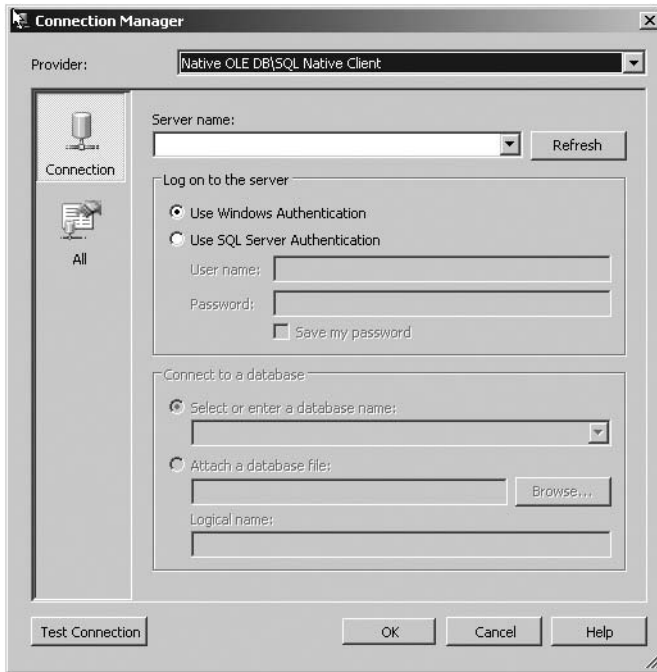 Connection Manager
Provider: Native OLE DB\SQL Native Client
Connection
All
Server name:
Refresh
Log on to the server
Use Windows Authentication
Use SQL Server Authentication
User name:
Password:
Save my password
Connect to a database
Select or enter a database name:
Attach a database file:
Browse...
Logical name:
Test Connection OK Cancel Help